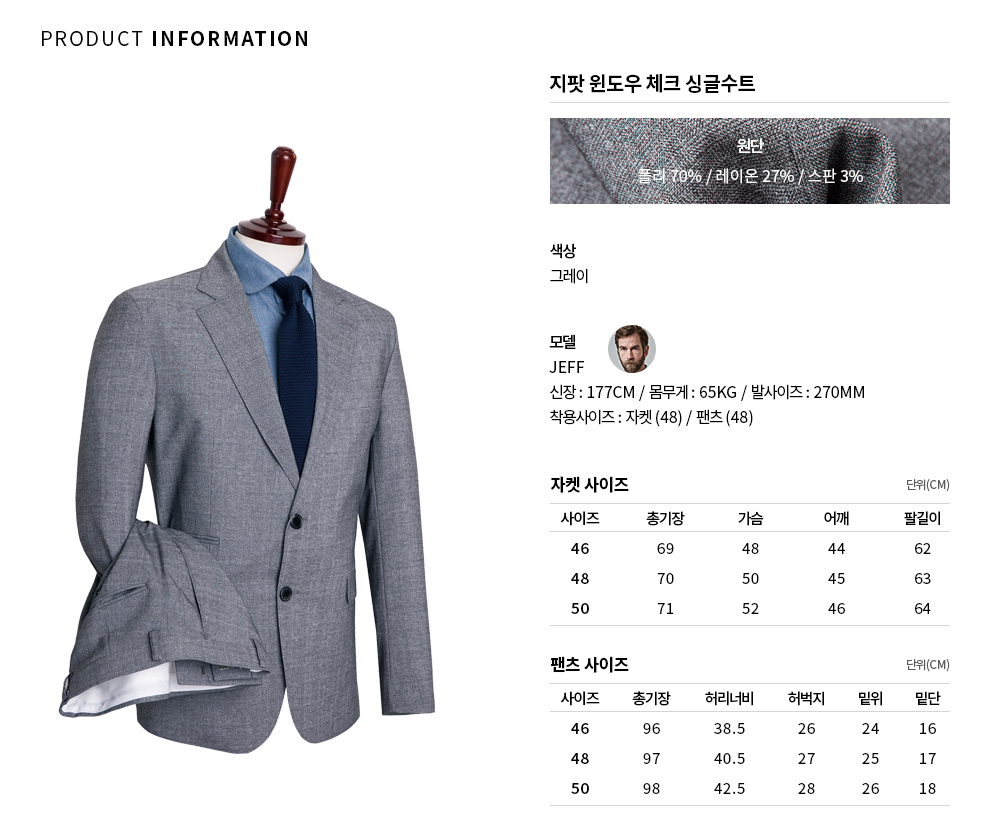 PRODUCT INFORMATION
지팟 윈도우 체크 싱글수트
원단
폴리 70% / 레이온 27% / 스판 3%
색상
그레이
모델
JEFF
신장 : 177CM / 몸무게 : 65KG / 발사이즈 : 270MM
착용사이즈 : 자켓 (48) / 팬츠 (48)
자켓 사이즈 단위(CM)
사이즈 총기장 가슴 어깨 팔길이
46 69 48 44 62
48 70 50 45 63
50 71 52 46 64
팬츠 사이즈 단위(CM)
사이즈 총기장 허리너비 허벅지 밑위 밑단
46 96 38.5 26 24 16
48 97 40.5 27 25 17
50 98 42.5 28 26 18